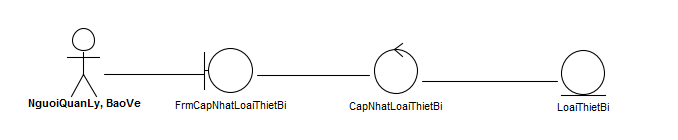 NguoiQuanLy, BaoVe
FrmCapNhatLoaiThietBi
CapNhatLoaiThietBi
LoaiThietBi